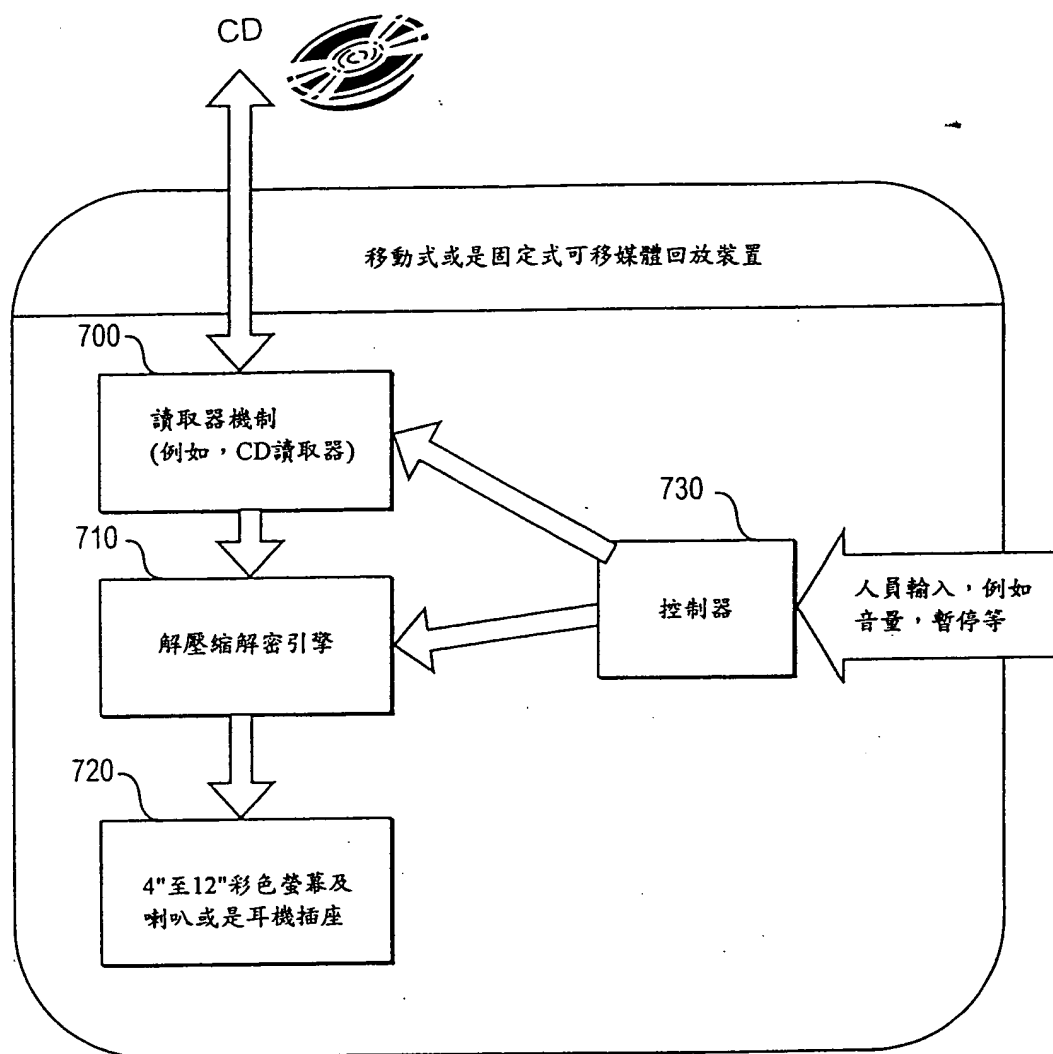 CD
移動式或是固定式可移媒體回放裝置
700
讀取器機制
(例如，CD讀取器)
710
730
解壓縮解密引擎
控制器
人員輸入，例如
音量，暫停等
720
4"至12"彩色螢幕及
喇叭或是耳機插座